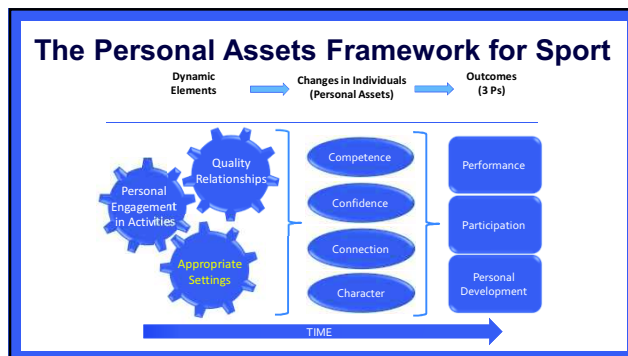 The Personal Assets Framework for Sport
Dynamic
Elements
Changes in Individuals
(Personal Assets)
Outcomes
(3 Ps)
Quality
Relationships
Personal
Engagement
in Activities
Appropriate
Settings
Competence
Confidence
Connection
Character
Performance
Participation
Personal
Development
TIME